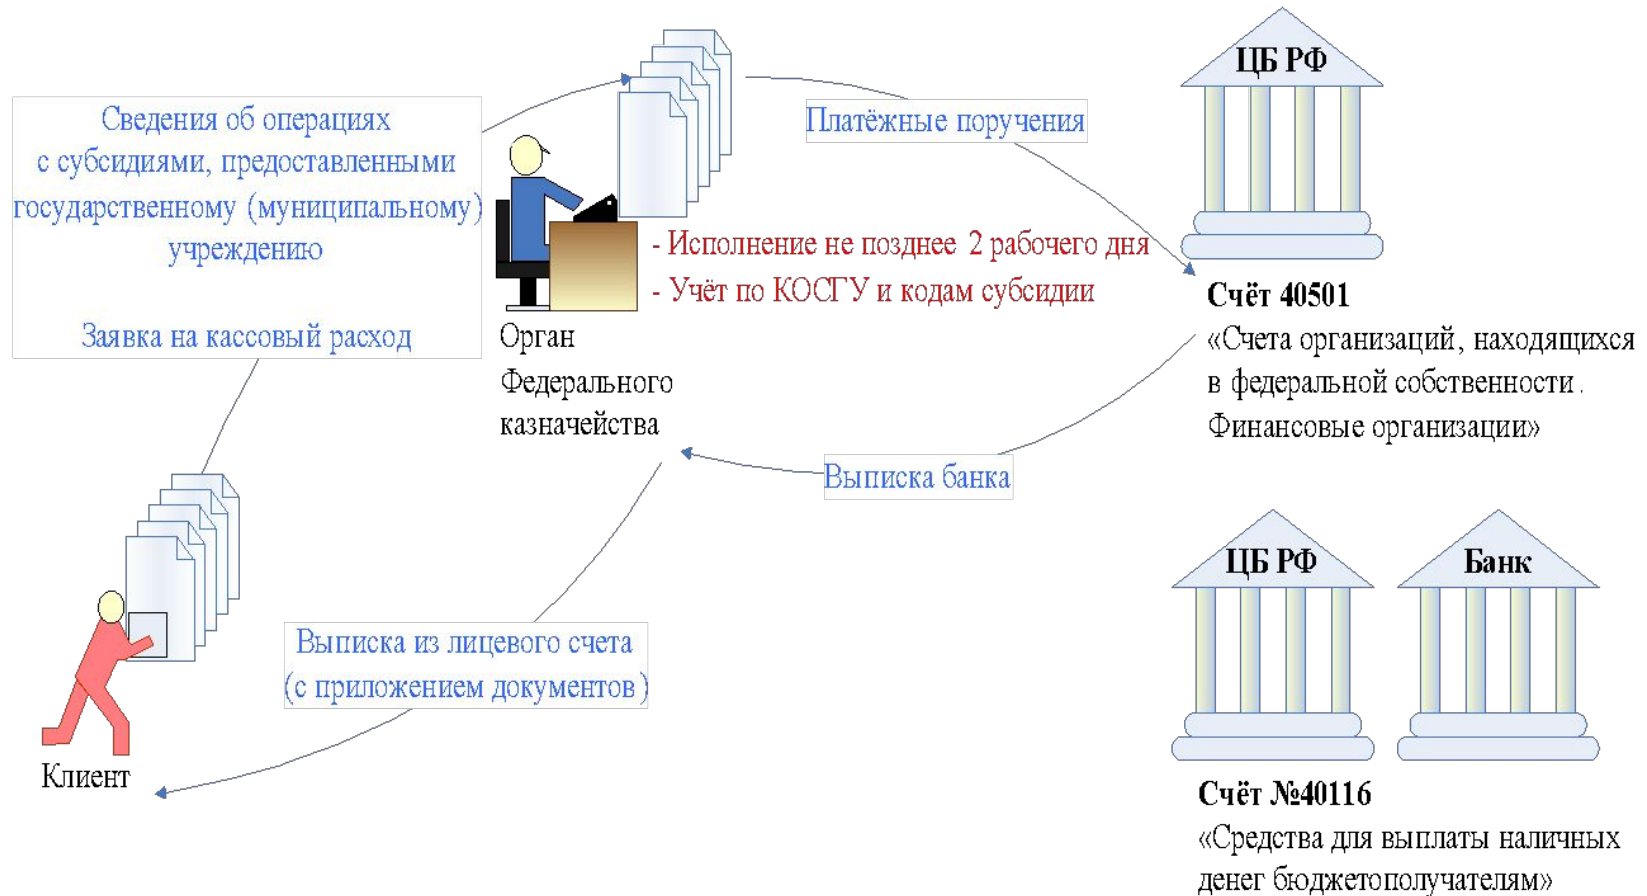 Сведения об операциях
с субсидиями, предоставленными
государственному (муниципальному)
учреждению
Заявка на кассовый расход
Платёжные поручения
ЦБ РФ
- Исполнение не позднее 2 рабочего дня
- Учёт по КОСГУ и кодам субсидии
Орган
Федерального
казначейства
Счёт 40501
«Счета организаций, находящихся
в федеральной собственности.
Финансовые организации»
Выписка банка
Выписка из лицевого счета
(с приложением документов)
Клиент
ЦБ РФ
Банк
Счёт №40116
«Средства для выплаты наличных
денег бюджетополучателям»